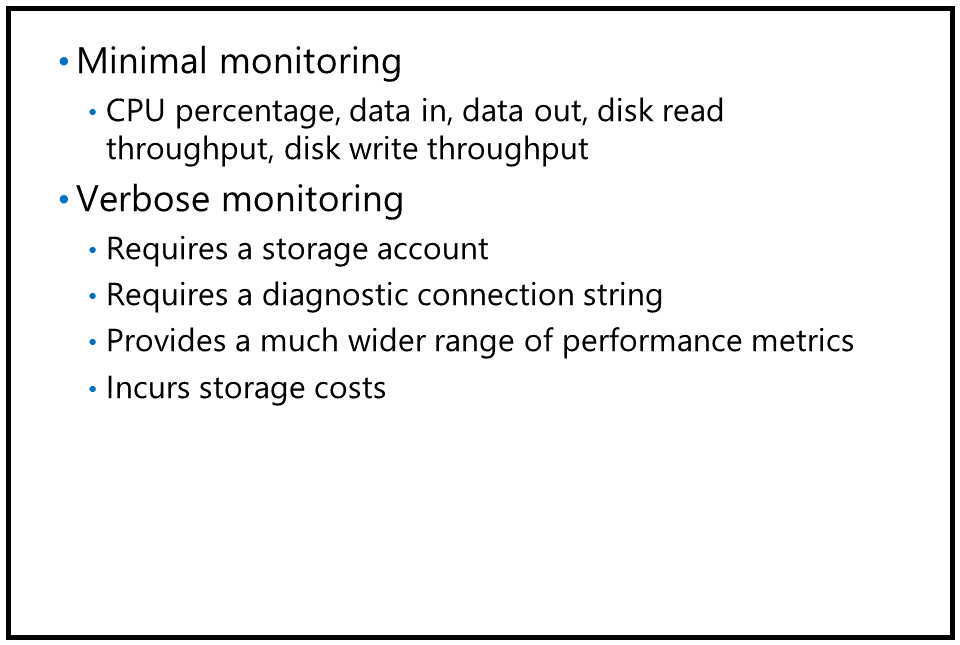 • Minimal monitoring
• CPU percentage, data in, data out, disk read
throughput, disk write throughput
• Verbose monitoring
• Requires a storage account
• Requires a diagnostic connection string
• Provides a much wider range of performance metrics
• Incurs storage costs